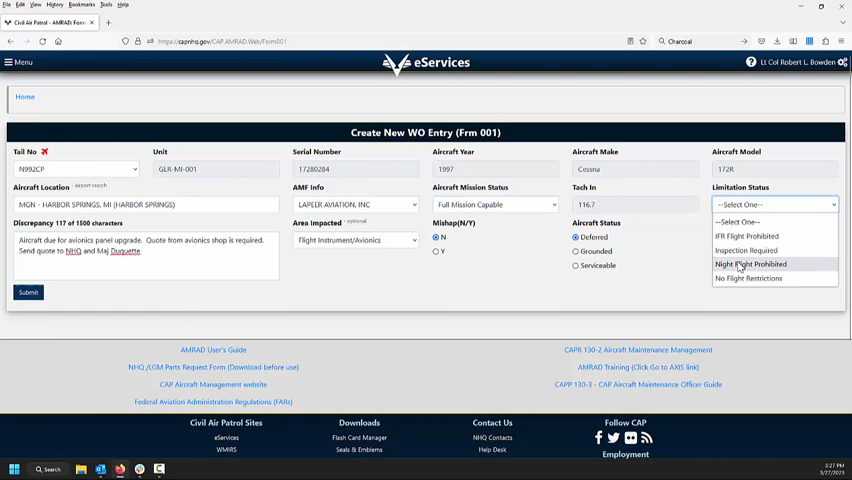 File Edit View History Bookmarks Tools Help
Civil Air Patrol - AMRAD: Form
https://capnhq.gov/CAP.AMRAD.Web/Form001
Charcoal
Menu
eServices
Lt Col Robert L. Bowden
Home
Create New WO Entry (Frm 001)
Tail No Unit Serial Number Aircraft Year Aircraft Make Aircraft Model
N992CP GLR-MI-001 17280284 1997 Cessna 172R
Aircraft Location - airport search AMF Info Aircraft Mission Status Tach In Limitation Status
MGN - HARBOR SPRINGS, MI (HARBOR SPRINGS) LAPEER AVIATION, INC Full Mission Capable 116.7 --Select One--
Discrepancy 117 of 1500 characters Area Impacted - optional Mishap(N/Y) Aircraft Status
--Select One--
Aircraft due for avionics panel upgrade. Quote from avionics shop is required. Flight Instrument/Avionics N Deferred IFR Flight Prohibited
Send quote to NHQ and Maj Duquette Y Grounded Inspection Required
Serviceable Night Flight Prohibited
No Flight Restrictions
Submit
AMRAD User's Guide CAPR 130-2 Aircraft Maintenance Management
NHQ /LGM Parts Request Form (Download before use) AMRAD Training (Click Go to AXIS link)
CAP Aircraft Management website CAPP 130-3 - CAP Aircraft Maintenance Officer Guide
Federal Aviation Administration Regulations (FARs)
Civil Air Patrol Sites Downloads Contact Us Follow CAP
eServices Flash Card Manager NHQ Contacts
WMIRS Seals & Emblems Help Desk
Employment
Search
5:27 PM
3/27/2023